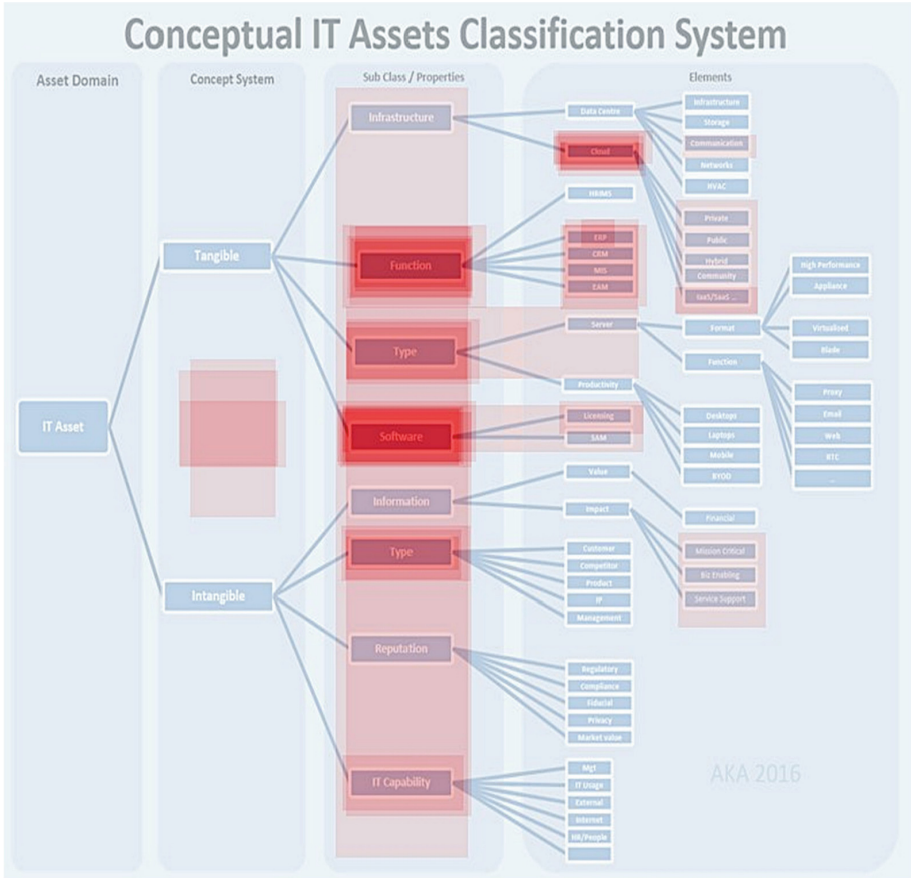 Conceptual IT Assets Classification System
Asset Domain
Concept System
Sub Class / Properties
Elements
IT Asset
Tangible
Intangible
Infrastructure
Function
Type
Software
Information
Type
Reputation
IT Capability
Data Centre
Cloud
HRIMS
ERP
CRM
MIS
EAM
Server
Productivity
Licensing
SAM
Value
Impact
Customer
Competitor
Product
IP
Management
Regulatory
Compliance
Fiducial
Privacy
Market value
Mgt
IT Usage
External
Internet
HR/People
Infrastructure
Storage
Communication
Networks
HVAC
Private
Public
Hybrid
Community
IaaS/SaaS ...
Format
Function
Desktops
Laptops
Mobile
BYOD
Financial
Mission Critical
Biz Enabling
Service Support
High Performance
Appliance
Virtualised
Blade
Proxy
Email
Web
RTC
...
AKA 2016